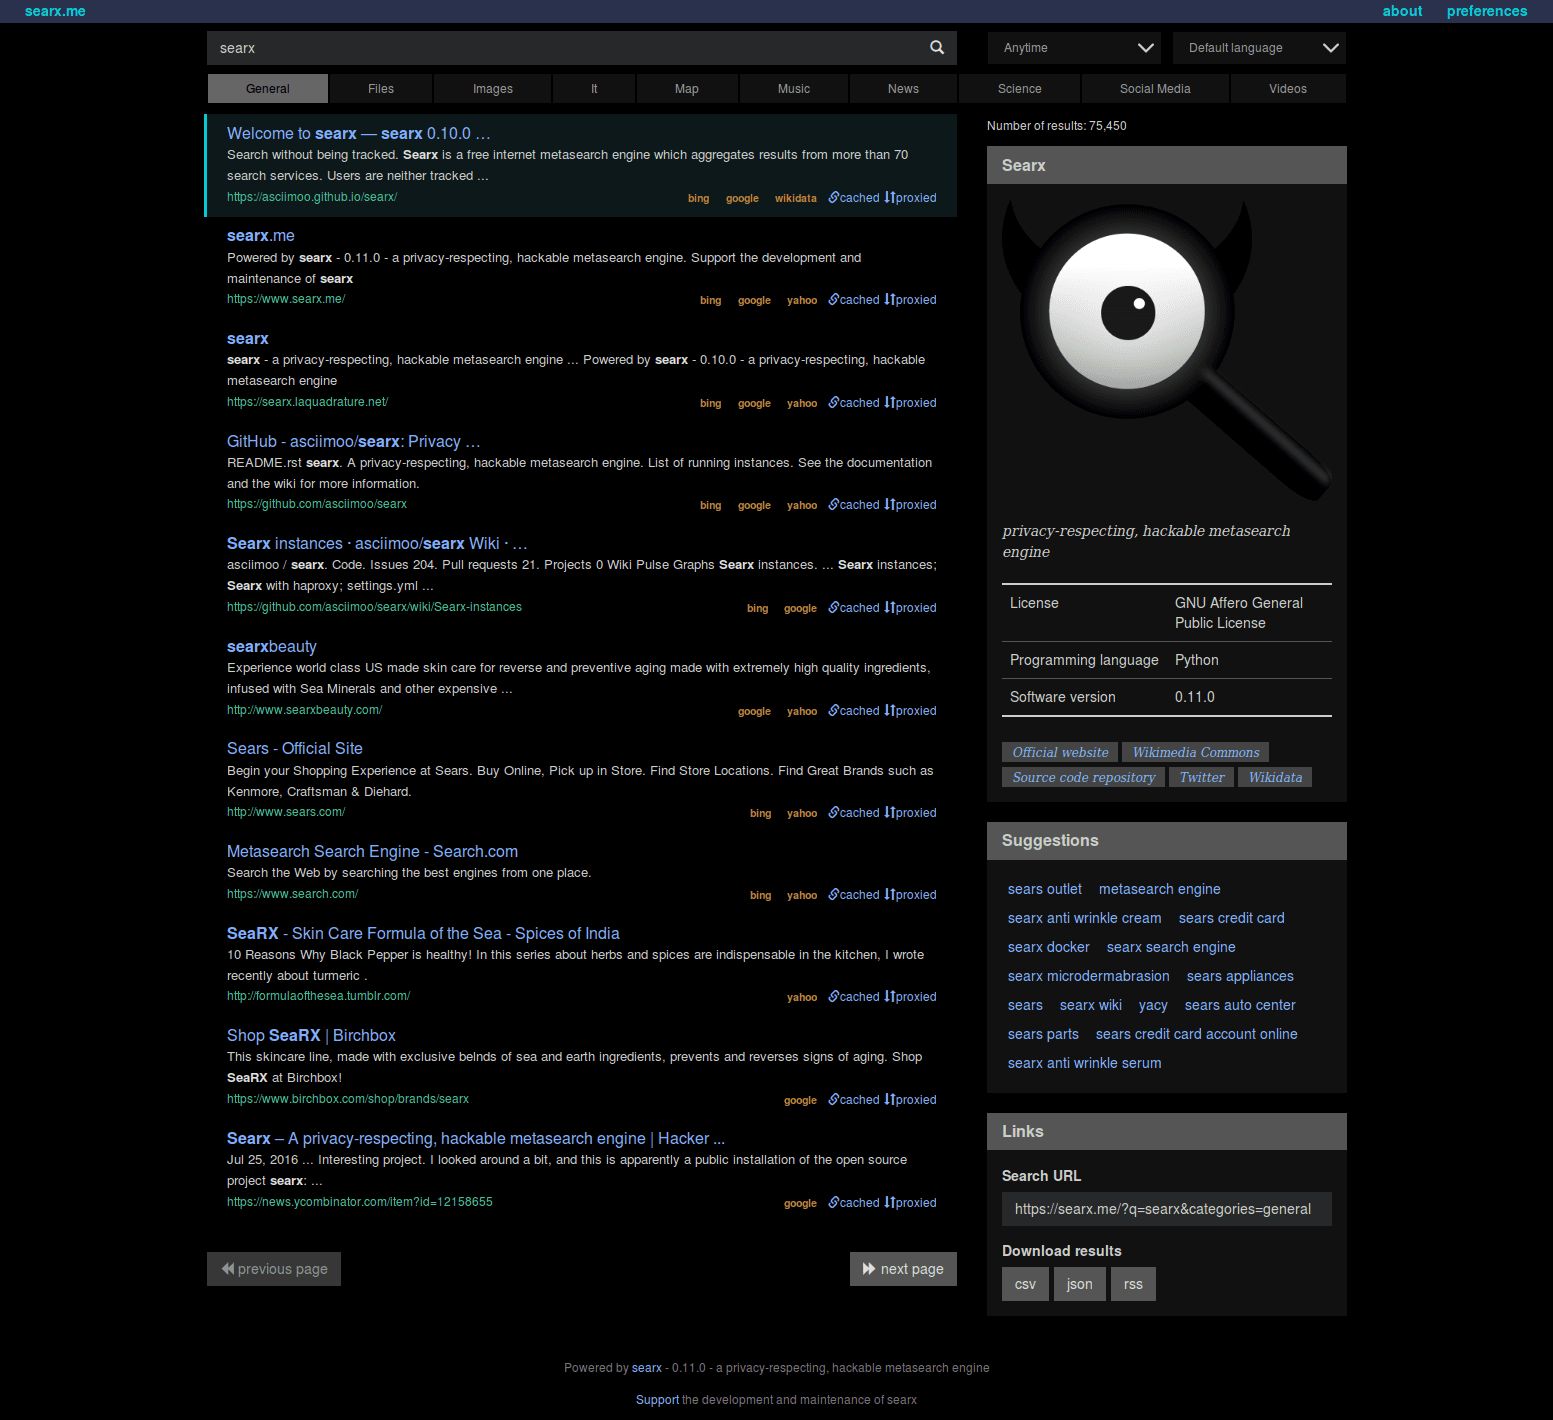 searx.me about preferences
searx
Anytime Default language
General Files Images It Map Music News Science Social Media Videos
Welcome to searx — searx 0.10.0 …
Search without being tracked. Searx is a free internet metasearch engine which aggregates results from more than 70
search services. Users are neither tracked ...
https://asciimoo.github.io/searx/ bing google wikidata cached proxied
searx.me
Powered by searx - 0.11.0 - a privacy-respecting, hackable metasearch engine. Support the development and
maintenance of searx
https://www.searx.me/ bing google yahoo cached proxied
searx
searx - a privacy-respecting, hackable metasearch engine ... Powered by searx - 0.10.0 - a privacy-respecting, hackable
metasearch engine
https://searx.laquadrature.net/ bing google yahoo cached proxied
GitHub - asciimoo/searx: Privacy …
README.rst searx. A privacy-respecting, hackable metasearch engine. List of running instances. See the documentation
and the wiki for more information.
https://github.com/asciimoo/searx bing google yahoo cached proxied
Searx instances · asciimoo/searx Wiki · …
asciimoo / searx. Code. Issues 204. Pull requests 21. Projects 0 Wiki Pulse Graphs Searx instances. ... Searx instances;
Searx with haproxy; settings.yml ...
https://github.com/asciimoo/searx/wiki/Searx-instances bing google cached proxied
searxbeauty
Experience world class US made skin care for reverse and preventive aging made with extremely high quality ingredients,
infused with Sea Minerals and other expensive ...
http://www.searxbeauty.com/ google yahoo cached proxied
Sears - Official Site
Begin your Shopping Experience at Sears. Buy Online, Pick up in Store. Find Store Locations. Find Great Brands such as
Kenmore, Craftsman & Diehard.
http://www.sears.com/ bing yahoo cached proxied
Metasearch Search Engine - Search.com
Search the Web by searching the best engines from one place.
https://www.search.com/ bing yahoo cached proxied
SeaRX - Skin Care Formula of the Sea - Spices of India
10 Reasons Why Black Pepper is healthy! In this series about herbs and spices are indispensable in the kitchen, I wrote
recently about turmeric .
http://formulaofthesea.tumblr.com/ yahoo cached proxied
Shop SeaRX | Birchbox
This skincare line, made with exclusive belnds of sea and earth ingredients, prevents and reverses signs of aging. Shop
SeaRX at Birchbox!
https://www.birchbox.com/shop/brands/searx google cached proxied
Searx – A privacy-respecting, hackable metasearch engine | Hacker ...
Jul 25, 2016 ... Interesting project. I looked around a bit, and this is apparently a public installation of the open source
project searx: ...
https://news.ycombinator.com/item?id=12158655 google cached proxied
previous page next page
Number of results: 75,450
Searx
privacy-respecting, hackable metasearch
engine
License GNU Affero General
Public License
Programming language Python
Software version 0.11.0
Official website Wikimedia Commons
Source code repository Twitter Wikidata
Suggestions
sears outlet metasearch engine
searx anti wrinkle cream sears credit card
searx docker searx search engine
searx microdermabrasion sears appliances
sears searx wiki yacy sears auto center
sears parts sears credit card account online
searx anti wrinkle serum
Links
Search URL
https://searx.me/?q=searx&categories=general
Download results
csv json rss
Powered by searx - 0.11.0 - a privacy-respecting, hackable metasearch engine
Support the development and maintenance of searx